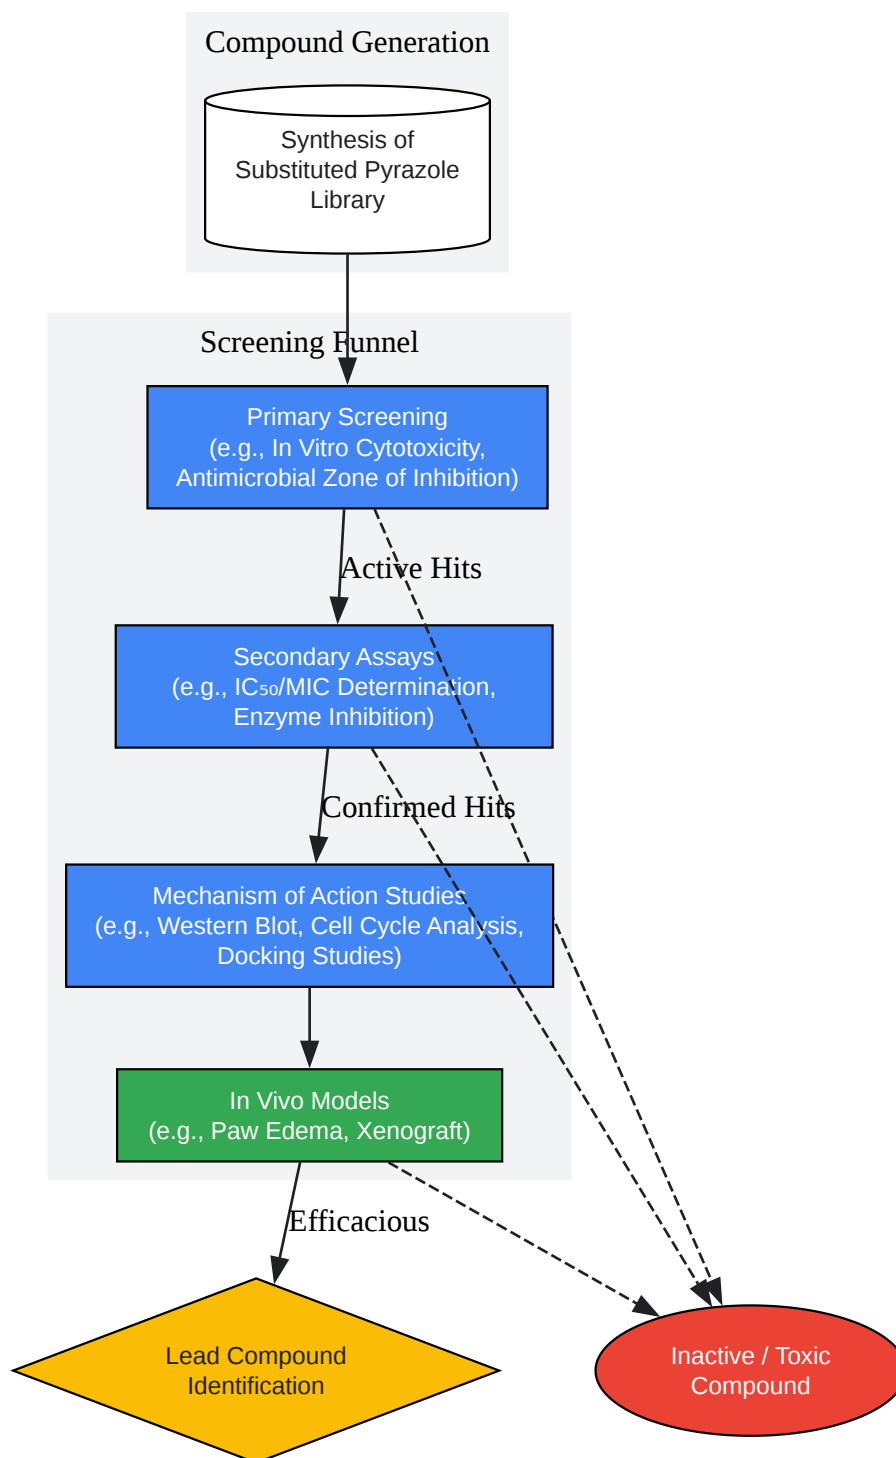 Compound Generation
Synthesis of
Substituted Pyrazole
Library
Screening Funnel
Primary Screening
(e.g., In Vitro Cytotoxicity,
Antimicrobial Zone of Inhibition)
Active Hits
Secondary Assays
(e.g., IC₅₀/MIC Determination,
Enzyme Inhibition)
Confirmed Hits
Mechanism of Action Studies
(e.g., Western Blot, Cell Cycle Analysis,
Docking Studies)
In Vivo Models
(e.g., Paw Edema, Xenograft)
Efficacious
Lead Compound
Identification
Inactive / Toxic
Compound